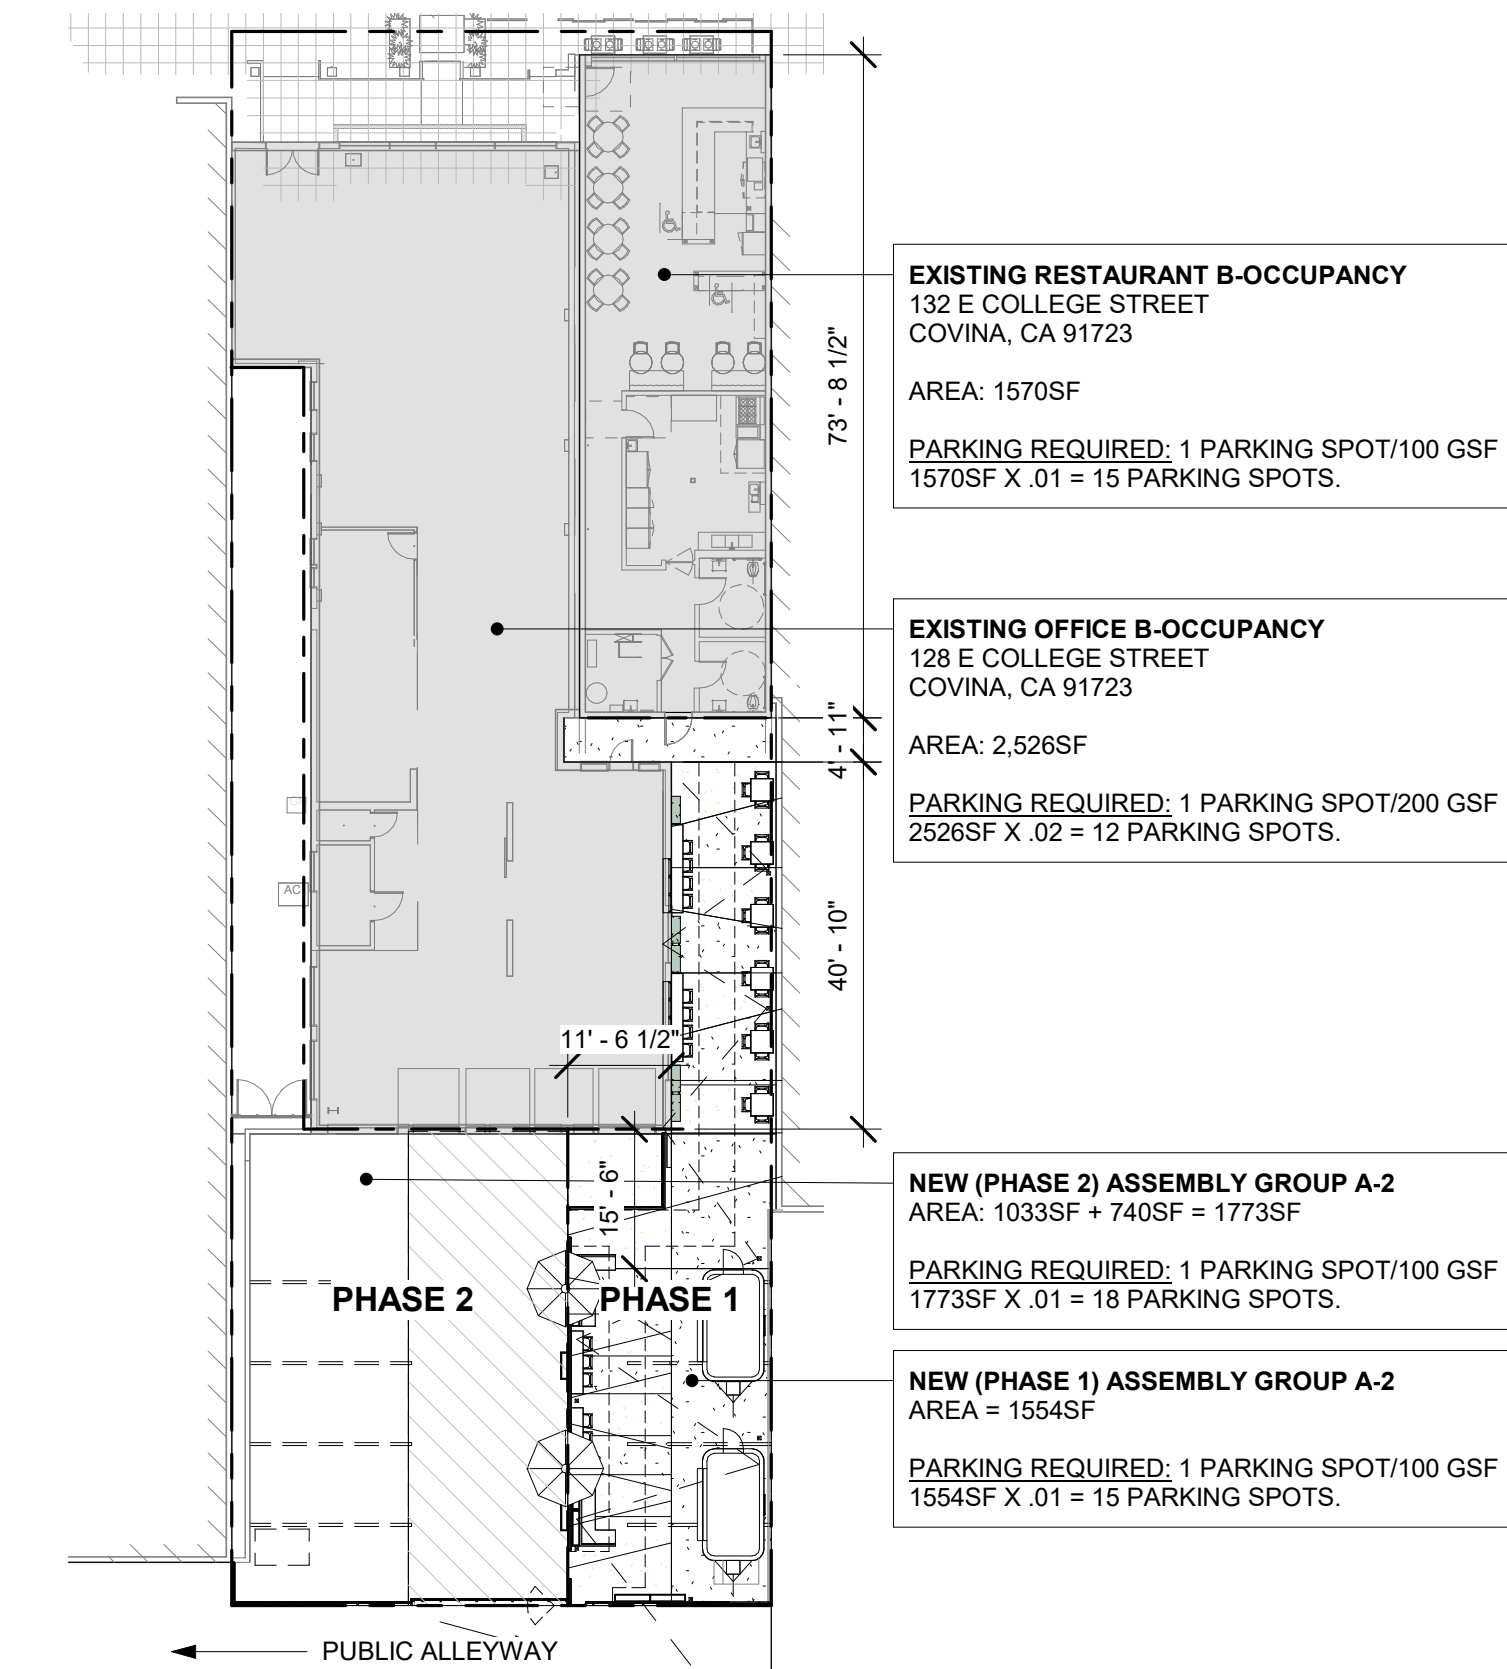 EXISTING RESTAURANT B-OCCUPANCY
132 E COLLEGE STREET
COVINA, CA 91723
AREA: 1570SF
PARKING REQUIRED: 1 PARKING SPOT/100 GSF
1570SF X .01 = 15 PARKING SPOTS.
73' - 8 1/2"
EXISTING OFFICE B-OCCUPANCY
128 E COLLEGE STREET
COVINA, CA 91723
AREA: 2,526SF
PARKING REQUIRED: 1 PARKING SPOT/200 GSF
2526SF X .02 = 12 PARKING SPOTS.
4' - 11"
AC
40' - 10"
11' - 6 1/2"
15' - 6"
NEW (PHASE 2) ASSEMBLY GROUP A-2
AREA: 1033SF + 740SF = 1773SF
PARKING REQUIRED: 1 PARKING SPOT/100 GSF
1773SF X .01 = 18 PARKING SPOTS.
PHASE 2
PHASE 1
NEW (PHASE 1) ASSEMBLY GROUP A-2
AREA = 1554SF
PARKING REQUIRED: 1 PARKING SPOT/100 GSF
1554SF X .01 = 15 PARKING SPOTS.
PUBLIC ALLEYWAY